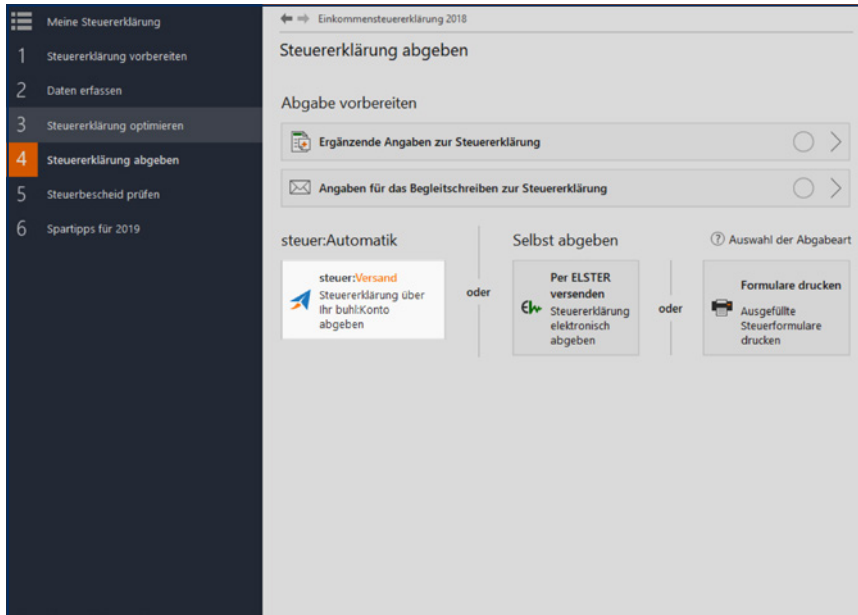 Meine Steuererklärung
1 Steuererklärung vorbereiten
2 Daten erfassen
3 Steuererklärung optimieren
4 Steuererklärung abgeben
5 Steuerbescheid prüfen
6 Spartipps für 2019
Einkommensteuererklärung 2018
Steuererklärung abgeben
Abgabe vorbereiten
Ergänzende Angaben zur Steuererklärung
Angaben für das Begleitschreiben zur Steuererklärung
steuer:Automatik
steuer:Versand
Steuererklärung über
Ihr buhl:Konto
abgeben
oder
Selbst abgeben
Per ELSTER
versenden
Steuererklärung
elektronisch
abgeben
oder
? Auswahl der Abgabeart
Formulare drucken
Ausgefüllte
Steuerformulare
drucken